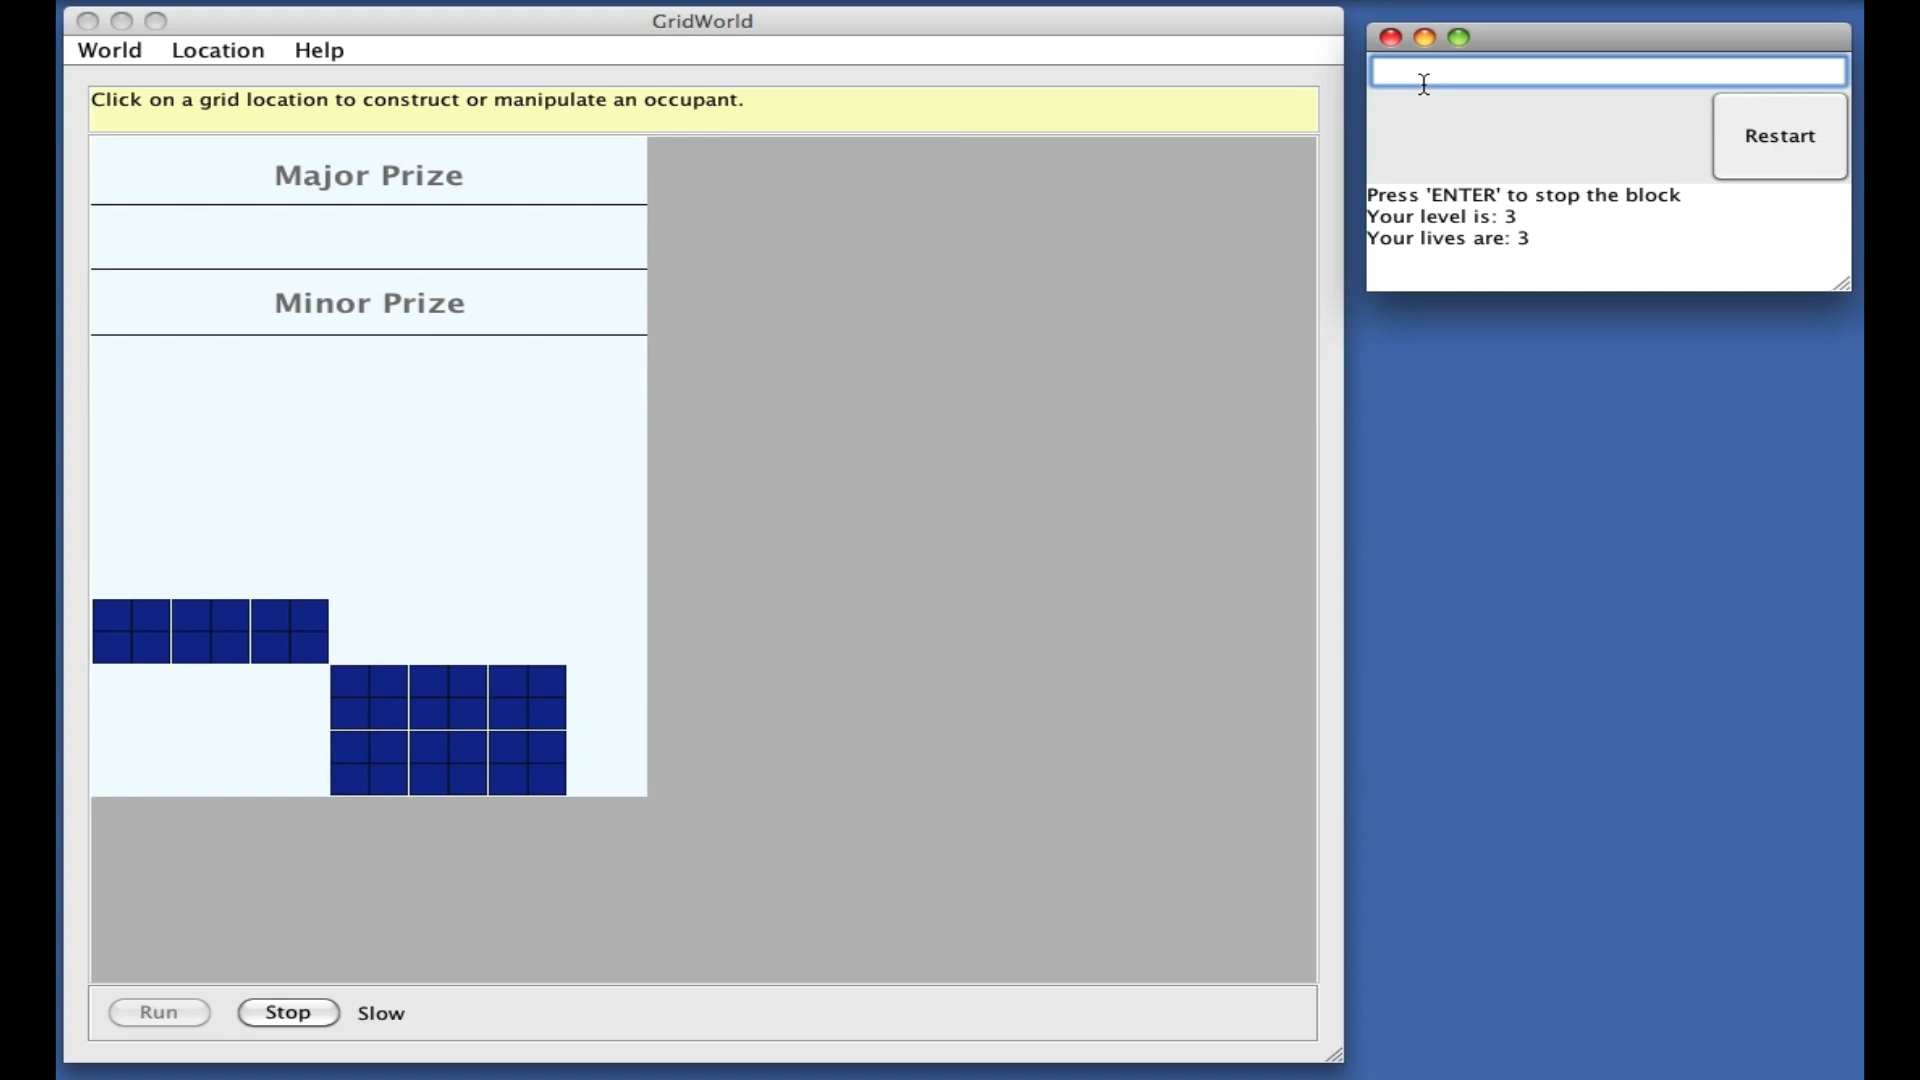 GridWorld
World Location Help
Click on a grid location to construct or manipulate an occupant.
Major Prize
Minor Prize
Run Stop Slow
Restart
Press 'ENTER' to stop the block
Your level is: 3
Your lives are: 3